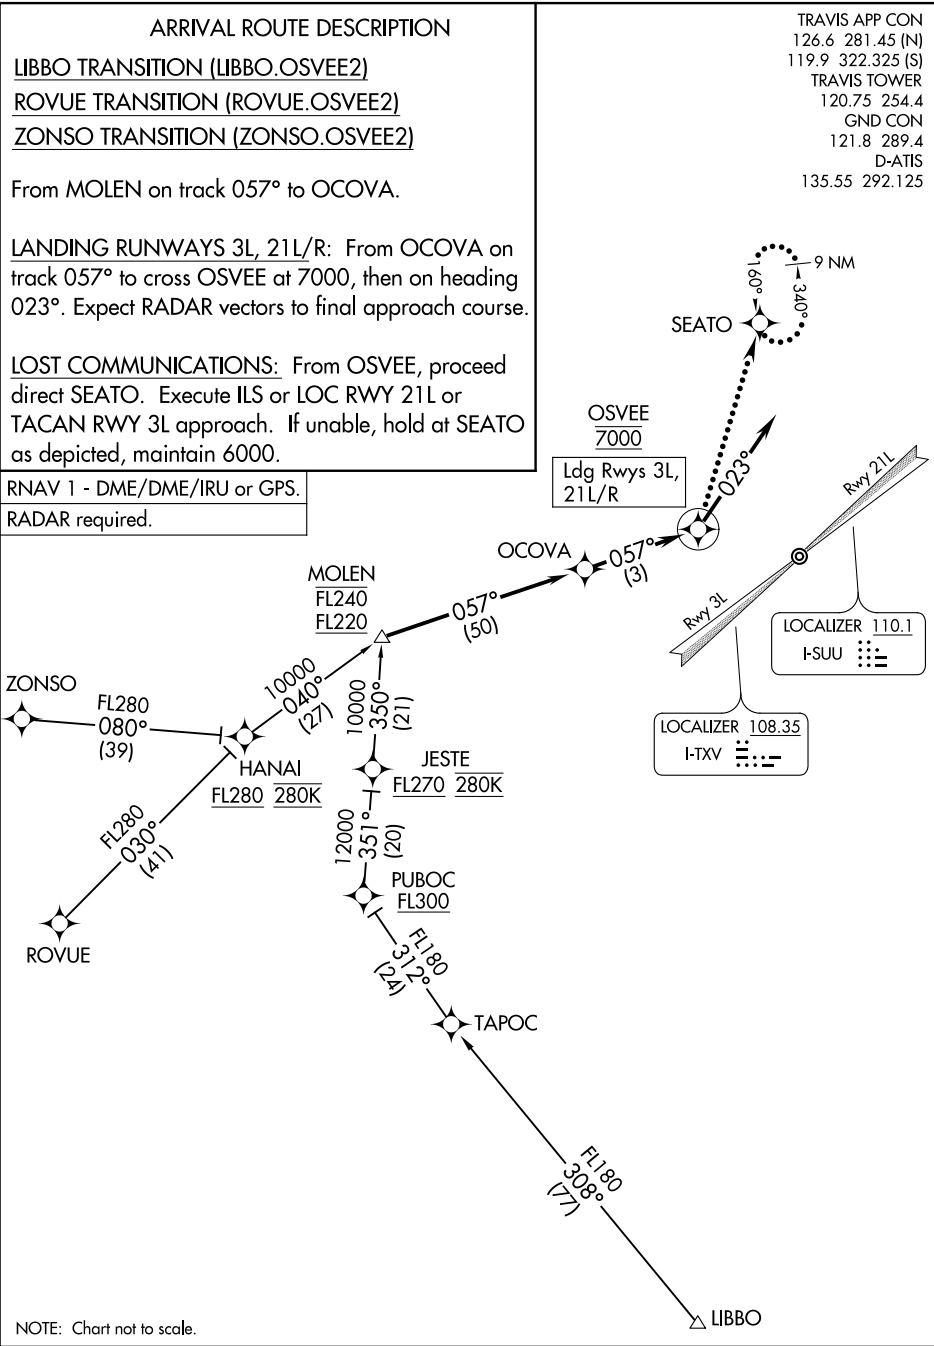 ARRIVAL ROUTE DESCRIPTION
LIBBO TRANSITION (LIBBO.OSVEE2)
ROVUE TRANSITION (ROVUE.OSVEE2)
ZONSO TRANSITION (ZONSO.OSVEE2)
From MOLEN on track 057° to OCOVA.
LANDING RUNWAYS 3L, 21L/R: From OCOVA on
track 057° to cross OSVEE at 7000, then on heading
023°. Expect RADAR vectors to final approach course.
LOST COMMUNICATIONS: From OSVEE, proceed
direct SEATO. Execute ILS or LOC RWY 21L or
TACAN RWY 3L approach. If unable, hold at SEATO
as depicted, maintain 6000.
RNAV 1 - DME/DME/IRU or GPS.
RADAR required.
TRAVIS APP CON
126.6 281.45 (N)
119.9 322.325 (S)
TRAVIS TOWER
120.75 254.4
GND CON
121.8 289.4
D-ATIS
135.55 292.125
9 NM
160°
340°
SEATO
OSVEE
7000
Ldg Rwys 3L,
21L/R
023°
Rwy 21L
Rwy 3L
OCOVA
057°
(3)
MOLEN
FL240
FL220
057°
(50)
LOCALIZER 110.1
I-SUU
LOCALIZER 108.35
I-TXV
ZONSO
FL280
080°
(39)
10000
040°
(27)
10000
350°
(21)
HANAI
FL280 280K
JESTE
FL270 280K
FL280
030°
(41)
12000
351°
(20)
PUBOC
FL300
ROVUE
FL180
312°
(24)
TAPOC
FL180
308°
(77)
LIBBO
NOTE: Chart not to scale.